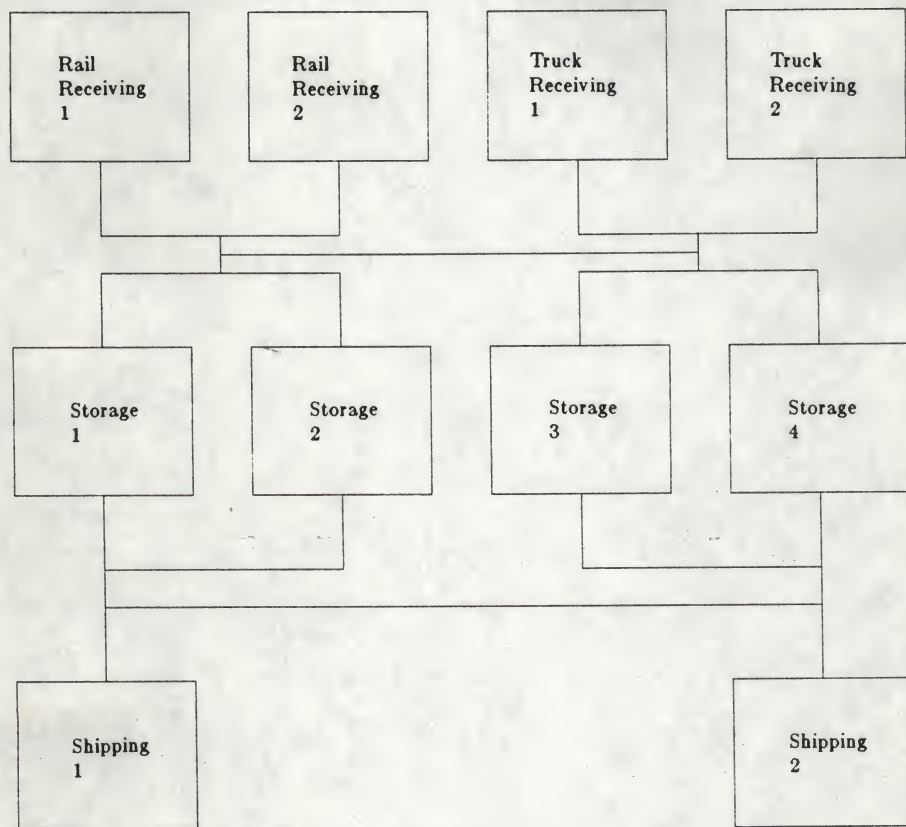 Rail
Receiving
1
Rail
Receiving
2
Truck
Receiving
1
Truck
Receiving
2
Storage
1
Storage
2
Storage
3
Storage
4
Shipping
1
Shipping
2